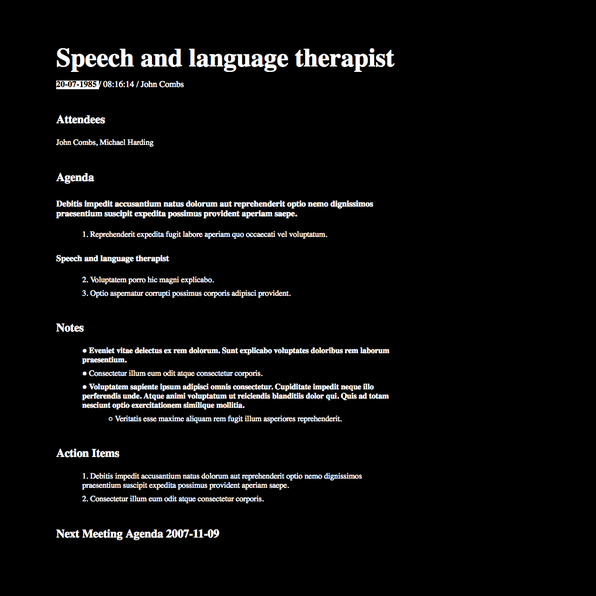 Speech and language therapist
20-07-1985 / 08:16:14 / John Combs
Attendees
John Combs, Michael Harding
Agenda
Debitis impedit accusantium natus dolorum aut reprehenderit optio nemo dignissimos
praesentium suscipit expedita possimus provident aperiam saepe.
1. Reprehenderit expedita fugit labore aperiam quo occaecati vel voluptatum.
Speech and language therapist
2. Voluptatem porro hic magni explicabo.
3. Optio aspernatur corrupti possimus corporis adipisci provident.
Notes
● Eveniet vitae delectus ex rem dolorum. Sunt explicabo voluptates doloribus rem laborum
praesentium.
● Consectetur illum eum odit atque consectetur corporis.
● Voluptatem sapiente ipsum adipisci omnis consectetur. Cupiditate impedit neque illo
perferendis unde. Atque animi voluptatum ut reiciendis blanditiis dolor qui. Quis ad totam
nesciunt optio exercitationem similique mollitia.
○ Veritatis esse maxime aliquam rem fugit illum asperiores reprehenderit.
Action Items
1. Debitis impedit accusantium natus dolorum aut reprehenderit optio nemo dignissimos
praesentium suscipit expedita possimus provident aperiam saepe.
2. Consectetur illum eum odit atque consectetur corporis.
Next Meeting Agenda 2007-11-09